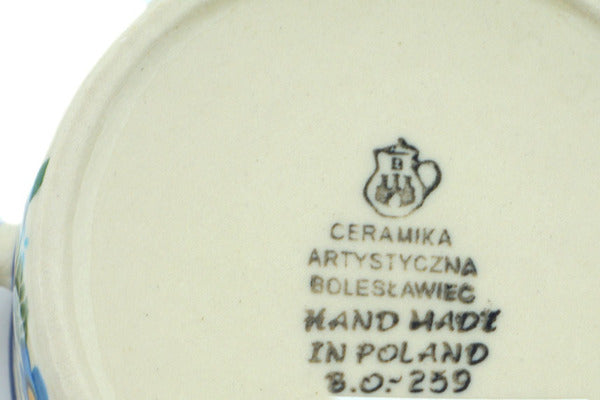 B
CERAMIKA
ARTYSTYCZNA
BOLESŁAWIEC
HAND MADE
IN POLAND
B.O.-259